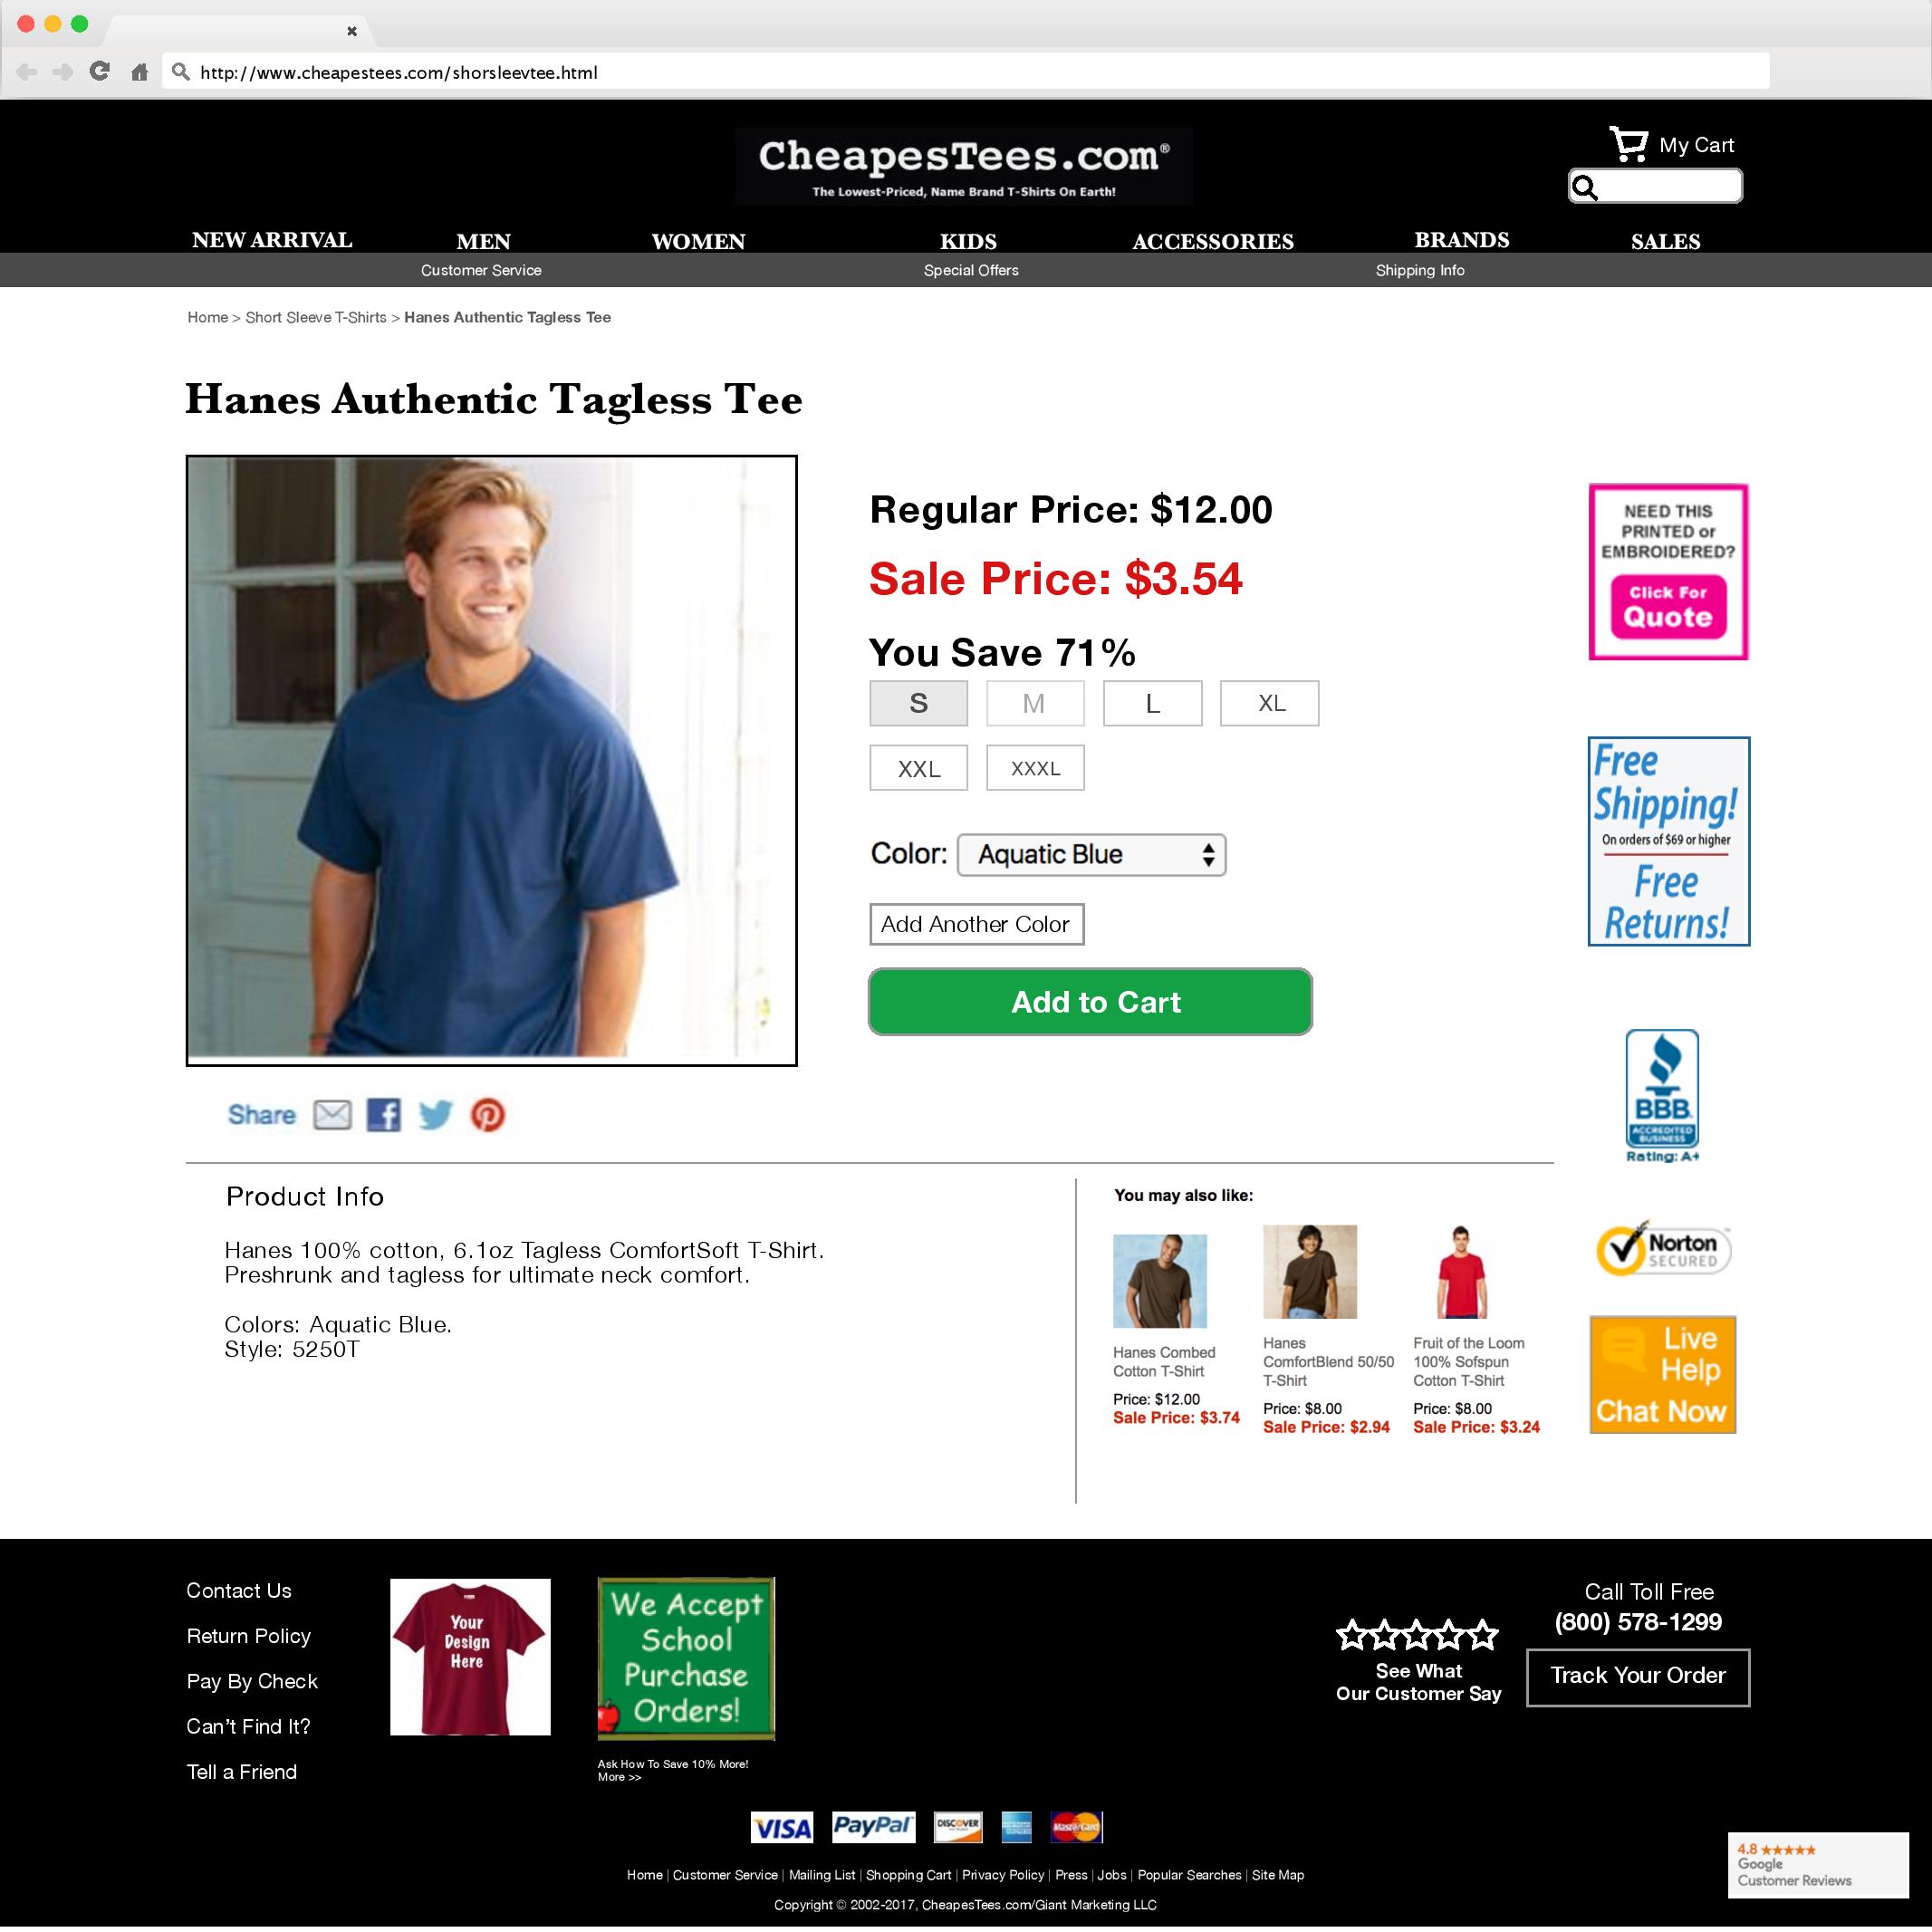 http://www.cheapestees.com/shorsleevtee.html
CheapesTees.com®
The Lowest-Priced, Name Brand T-Shirts On Earth!
My Cart
NEW ARRIVAL MEN WOMEN KIDS ACCESSORIES BRANDS SALES
Customer Service Special Offers Shipping Info
Home > Short Sleeve T-Shirts > Hanes Authentic Tagless Tee
Hanes Authentic Tagless Tee
Regular Price: $12.00
Sale Price: $3.54
You Save 71%
S M L XL
XXL XXXL
Color: Aquatic Blue
Add Another Color
Add to Cart
NEED THIS
PRINTED or
EMBROIDERED?
Click For
Quote
Free
Shipping!
On orders of $69 or higher
Free
Returns!
BBB
ACCREDITED
BUSINESS
Rating: A+
Norton
SECURED
Live
Help
Chat Now
Share
Product Info
Hanes 100% cotton, 6.1oz Tagless ComfortSoft T-Shirt.
Preshrunk and tagless for ultimate neck comfort.
Colors: Aquatic Blue.
Style: 5250T
You may also like:
Hanes Combed
Cotton T-Shirt
Price: $12.00
Sale Price: $3.74
Hanes
ComfortBlend 50/50
T-Shirt
Price: $8.00
Sale Price: $2.94
Fruit of the Loom
100% Sofspun
Cotton T-Shirt
Price: $8.00
Sale Price: $3.24
Contact Us
Return Policy
Pay By Check
Can't Find It?
Tell a Friend
Your
Design
Here
We Accept
School
Purchase
Orders!
Ask How To Save 10% More!
More >>
See What
Our Customer Say
Call Toll Free
(800) 578-1299
Track Your Order
VISA PayPal DISCOVER MasterCard
Home | Customer Service | Mailing List | Shopping Cart | Privacy Policy | Press | Jobs | Popular Searches | Site Map
Copyright © 2002-2017, CheapesTees.com/Giant Marketing LLC
4.8 ★★★★★
Google
Customer Reviews